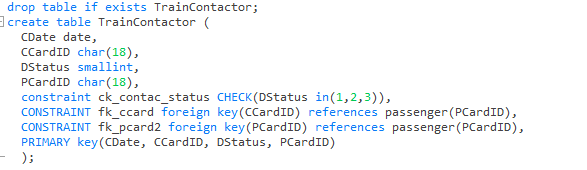 drop table if exists TrainContactor;
create table TrainContactor (
CDate date,
CCardID char(18),
DStatus smallint,
PCardID char(18),
constraint ck_contac_status CHECK(DStatus in(1,2,3)),
CONSTRAINT fk_ccard foreign key(CCardID) references passenger(PCardID),
CONSTRAINT fk_pcard2 foreign key(PCardID) references passenger(PCardID),
PRIMARY key(CDate, CCardID, DStatus, PCardID)
);